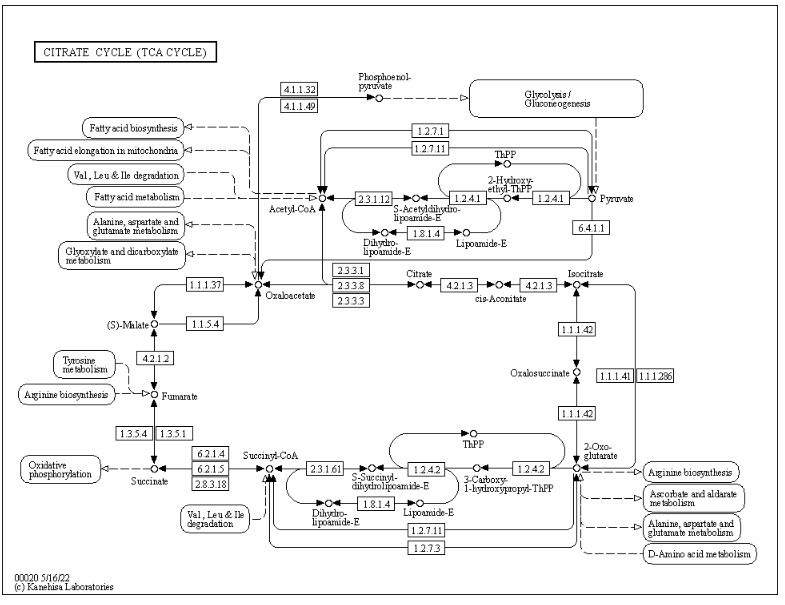 CITRATE CYCLE (TCA CYCLE)
Phosphoenol-
pyruvate
4.1.1.32
4.1.1.49
Glycolysis /
Gluconeogenesis
Fatty acid biosynthesis
Fatty acid elongation in mitochondria
Val, Leu & Ile degradation
Fatty acid metabolism
Alanine, aspartate and
glutamate metabolism
Glyoxylate and dicarboxylate
metabolism
1.2.7.1
1.2.7.11
ThPP
2-Hydroxy-
ethyl-ThPP
Acetyl-CoA
2.3.1.12
1.2.4.1
1.2.4.1
Pyruvate
S-Acetyldihydro-
lipoamide-E
1.8.1.4
Dihydro-
lipoamide-E
Lipoamide-E
6.4.1.1
1.1.1.37
Oxaloacetate
2.3.3.1
2.3.3.8
2.3.3.3
Citrate
4.2.1.3
cis-Aconitate
4.2.1.3
Isocitrate
(S)-Malate
1.1.5.4
1.1.1.42
4.2.1.2
Tyrosine
metabolism
Oxalosuccinate
1.1.1.41
1.1.1.286
Arginine biosynthesis
Fumarate
1.1.1.42
1.3.5.4
1.3.5.1
ThPP
2-Oxo-
glutarate
Oxidative
phosphorylation
Succinate
6.2.1.4
6.2.1.5
2.8.3.18
Succinyl-CoA
2.3.1.61
1.2.4.2
1.2.4.2
S-Succinyl-
dihydrolipoamide-E
3-Carboxy-
1-hydroxypropyl-ThPP
1.8.1.4
Dihydro-
lipoamide-E
Lipoamide-E
Val, Leu & Ile
degradation
1.2.7.11
1.2.7.3
Arginine biosynthesis
Ascorbate and aldarate
metabolism
Alanine, aspartate and
glutamate metabolism
D-Amino acid metabolism
00020 5/16/22
(c) Kanehisa Laboratories